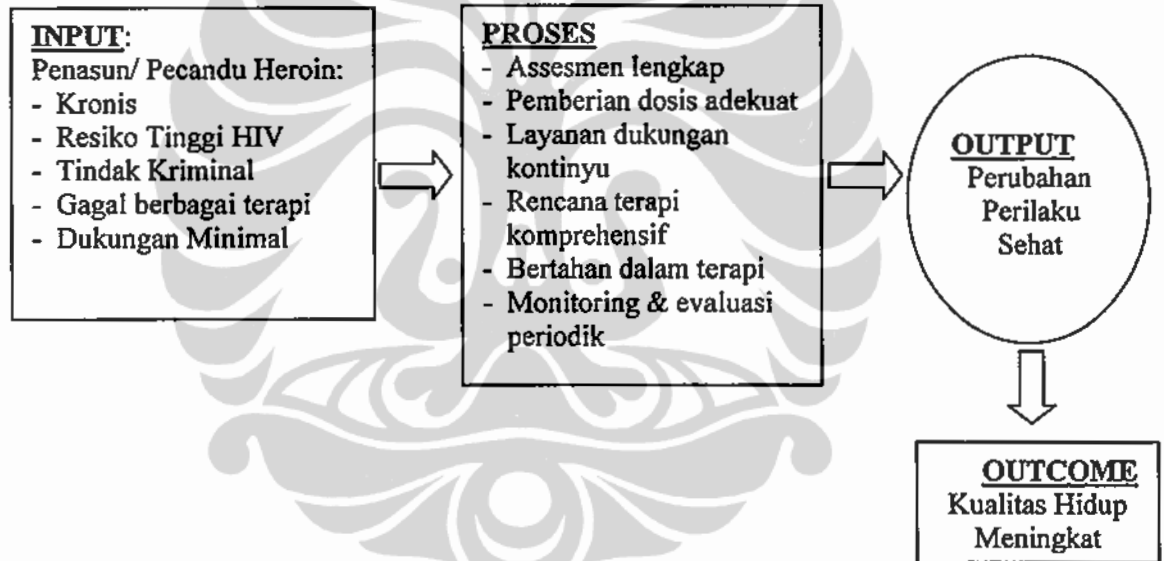 INPUT:
Penasun/ Pecandu Heroin:
- Kronis
- Resiko Tinggi HIV
- Tindak Kriminal
- Gagal berbagai terapi
- Dukungan Minimal
PROSES
- Assesmen lengkap
- Pemberian dosis adekuat
- Layanan dukungan
kontinyu
- Rencana terapi
komprehensif
- Bertahan dalam terapi
- Monitoring & evaluasi
periodik
OUTPUT
Perubahan
Perilaku
Sehat
OUTCOME
Kualitas Hidup
Meningkat